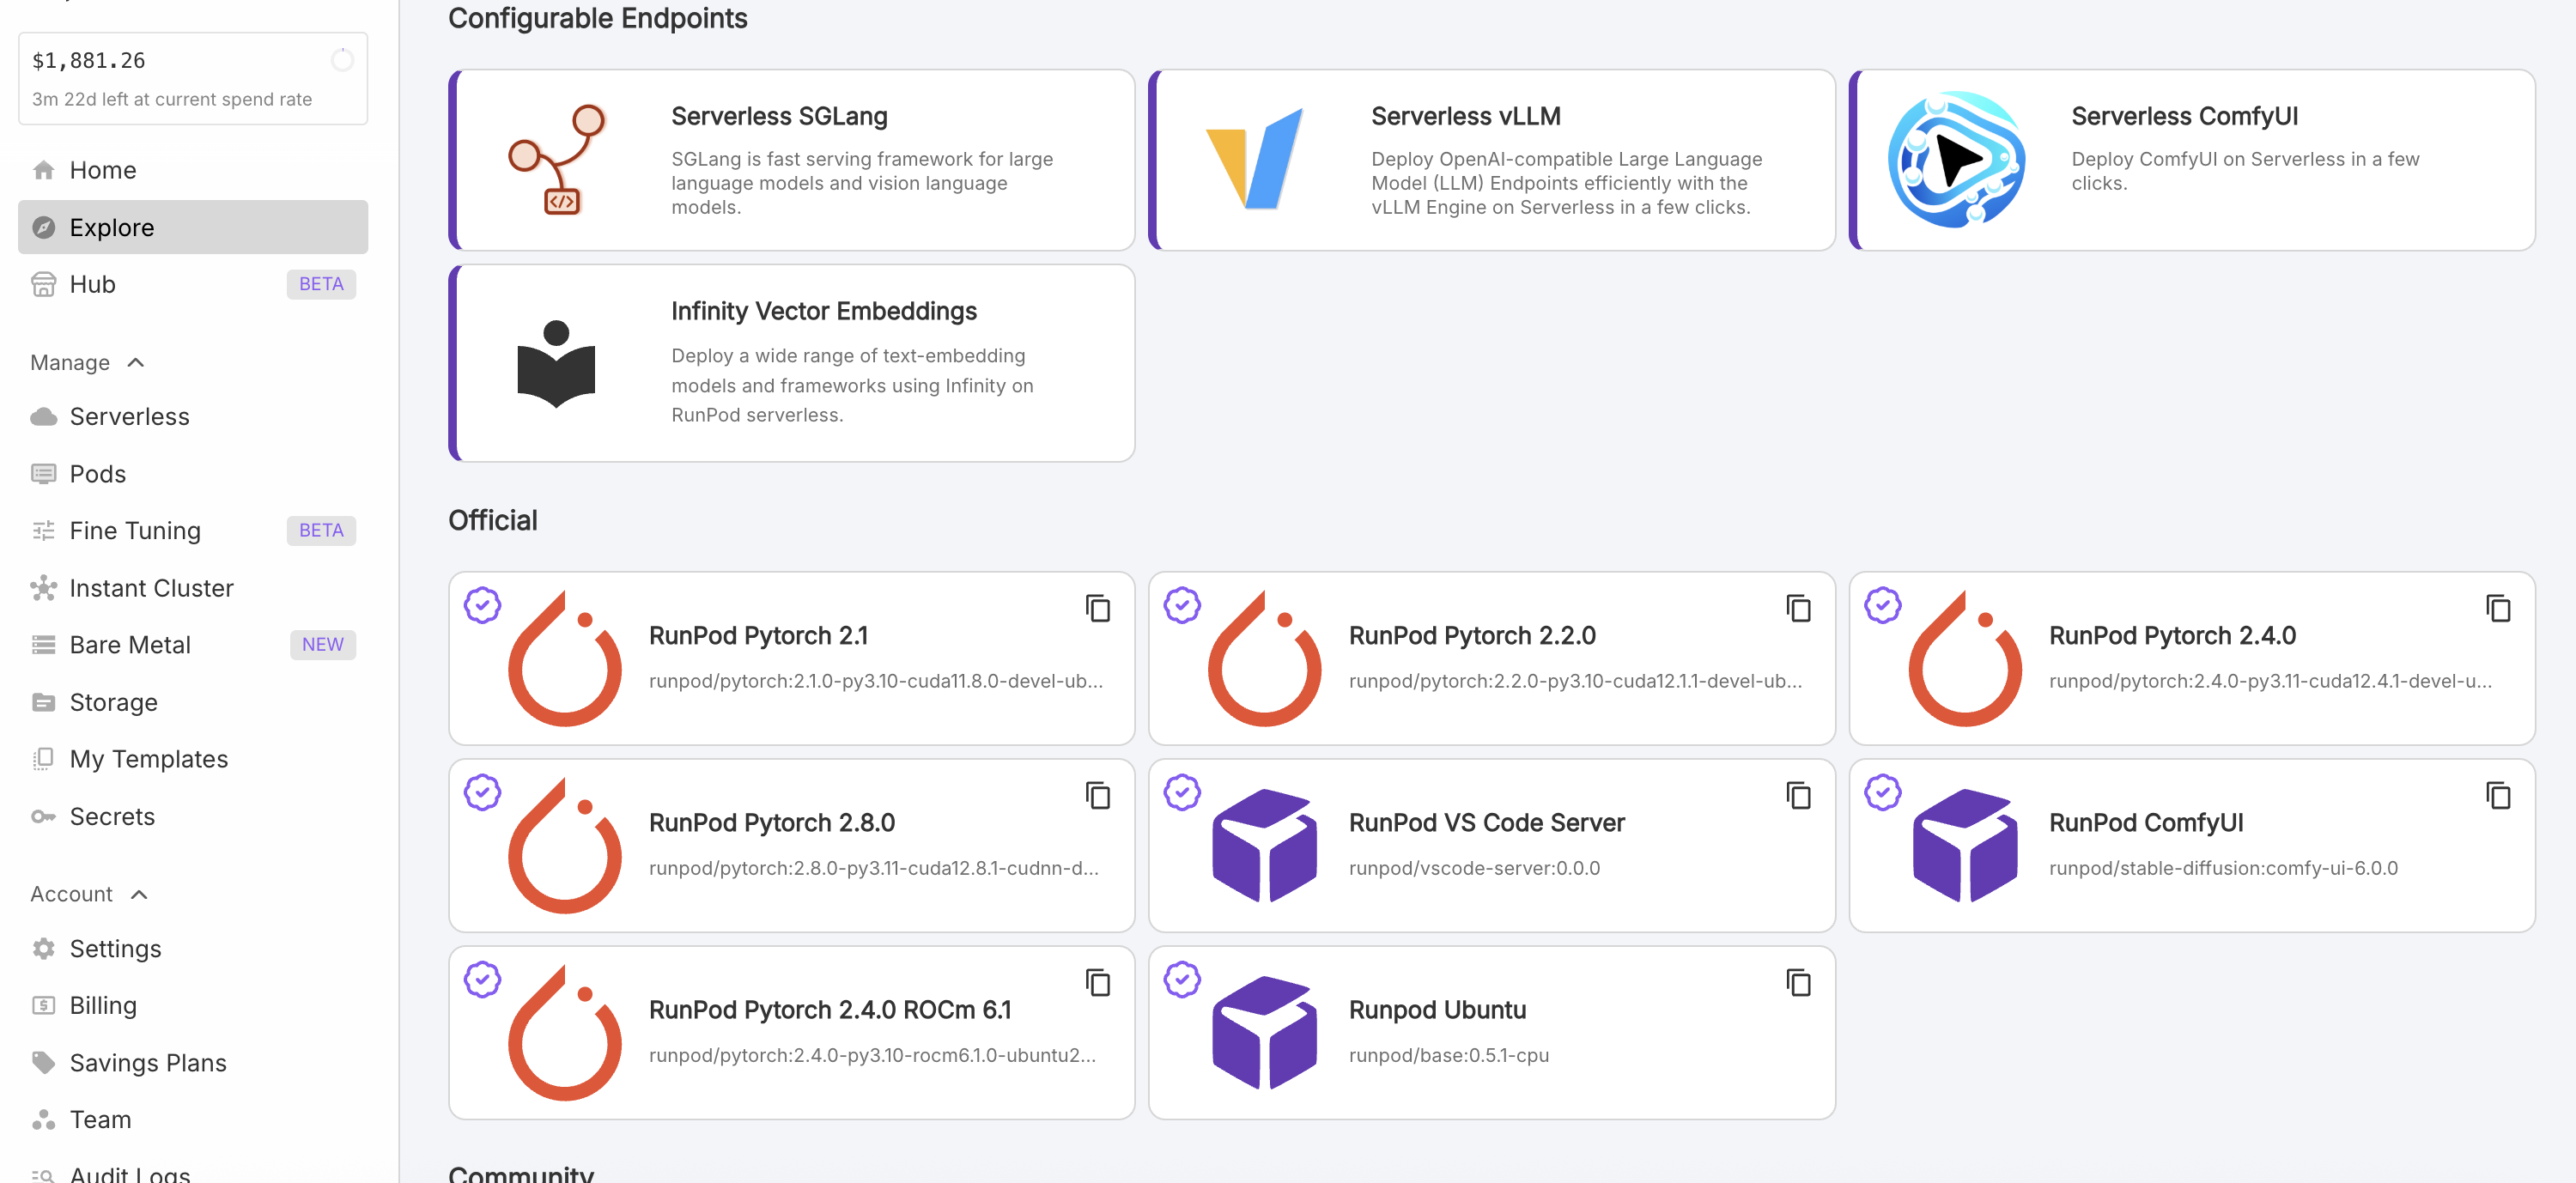 $1,881.26
3m 22d left at current spend rate
Home
Explore
Hub BETA
Manage
Serverless
Pods
Fine Tuning BETA
Instant Cluster
Bare Metal NEW
Storage
My Templates
Secrets
Account
Settings
Billing
Savings Plans
Team
Audit Logs
Configurable Endpoints
Serverless SGLang
SGLang is fast serving framework for large
language models and vision language
models.
</>
Serverless vLLM
Deploy OpenAI-compatible Large Language
Model (LLM) Endpoints efficiently with the
vLLM Engine on Serverless in a few clicks.
Serverless ComfyUI
Deploy ComfyUI on Serverless in a few
clicks.
Infinity Vector Embeddings
Deploy a wide range of text-embedding
models and frameworks using Infinity on
RunPod serverless.
Official
RunPod Pytorch 2.1
runpod/pytorch:2.1.0-py3.10-cuda11.8.0-devel-ub...
RunPod Pytorch 2.2.0
runpod/pytorch:2.2.0-py3.10-cuda12.1.1-devel-ub...
RunPod Pytorch 2.4.0
runpod/pytorch:2.4.0-py3.11-cuda12.4.1-devel-u...
RunPod Pytorch 2.8.0
runpod/pytorch:2.8.0-py3.11-cuda12.8.1-cudnn-d...
RunPod VS Code Server
runpod/vscode-server:0.0.0
RunPod ComfyUI
runpod/stable-diffusion:comfy-ui-6.0.0
RunPod Pytorch 2.4.0 ROCm 6.1
runpod/pytorch:2.4.0-py3.10-rocm6.1.0-ubuntu2...
Runpod Ubuntu
runpod/base:0.5.1-cpu
Community